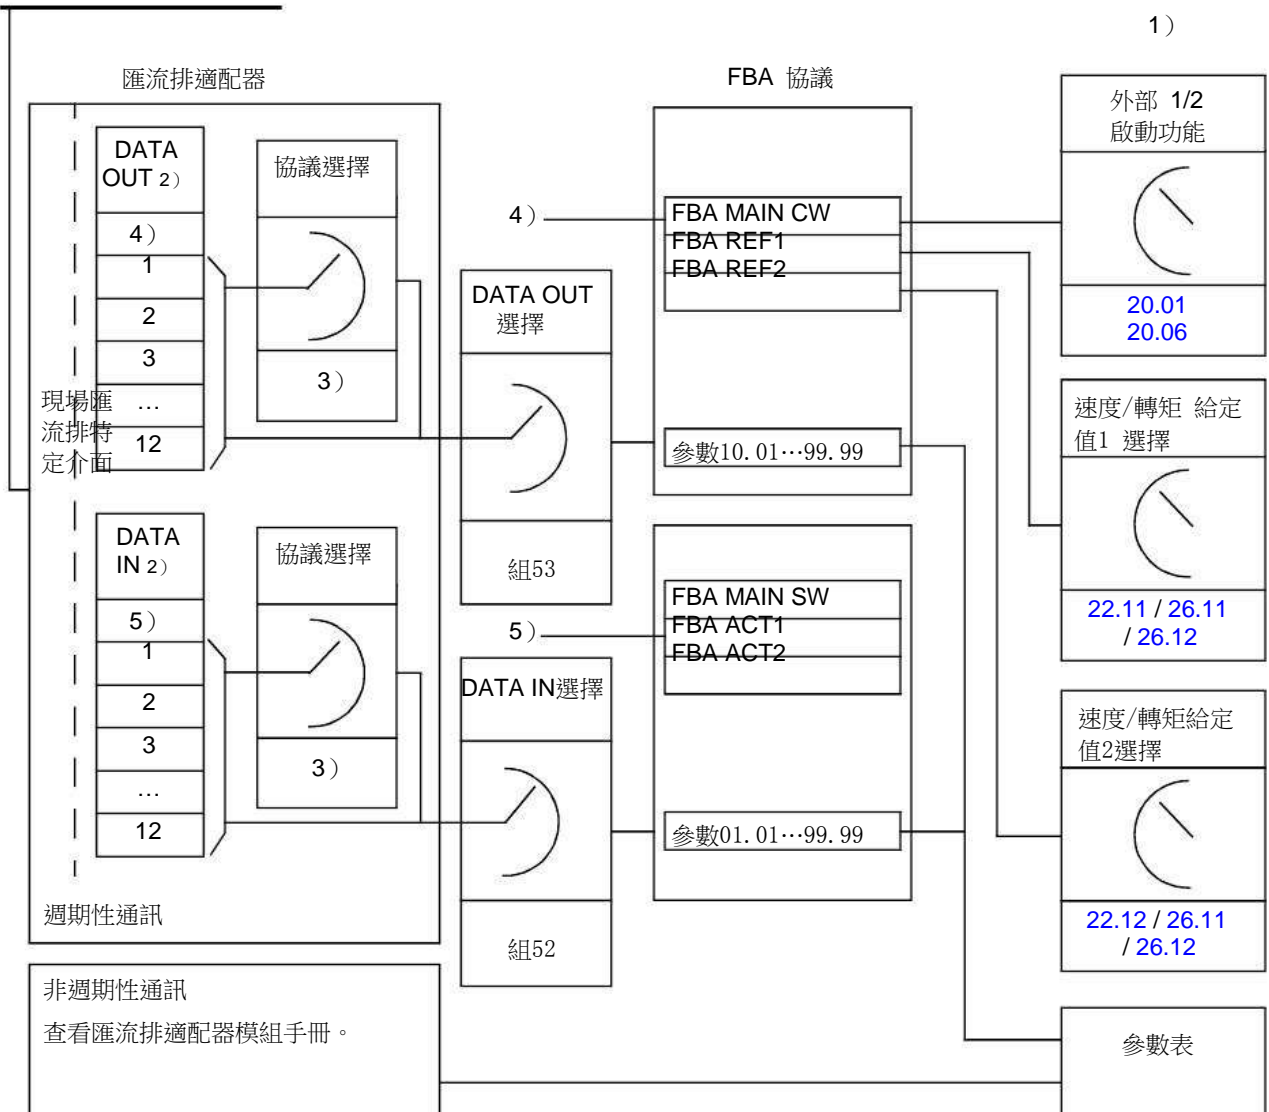 1）
匯流排適配器
FBA 協議
DATA
OUT 2）
4）
1
2
3
…
12
協議選擇
3）
現場匯
流排特
定介面
DATA
IN 2）
5）
1
2
3
…
12
協議選擇
3）
週期性通訊
DATA OUT
選擇
組53
DATA IN選擇
組52
4）
FBA MAIN CW
FBA REF1
FBA REF2
參數10.01…99.99
5）
FBA MAIN SW
FBA ACT1
FBA ACT2
參數01.01…99.99
外部 1/2
啟動功能
20.01
20.06
速度/轉矩 給定
值1 選擇
22.11 / 26.11
/ 26.12
速度/轉矩給定
值2選擇
22.12 / 26.11
/ 26.12
非週期性通訊
查看匯流排適配器模組手冊。
參數表